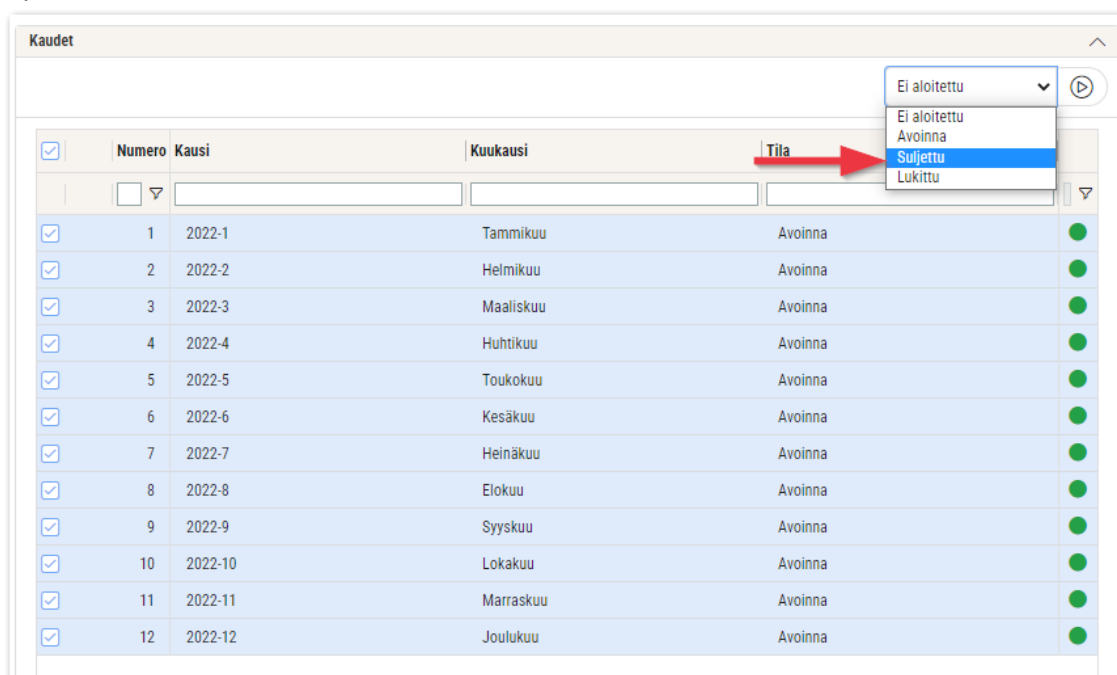 Kaudet
Ei aloitettu
Ei aloitettu
Avoinna
Suljettu
Lukittu
Numero Kausi Kuukausi Tila
1 2022-1 Tammikuu Avoinna
2 2022-2 Helmikuu Avoinna
3 2022-3 Maaliskuu Avoinna
4 2022-4 Huhtikuu Avoinna
5 2022-5 Toukokuu Avoinna
6 2022-6 Kesäkuu Avoinna
7 2022-7 Heinäkuu Avoinna
8 2022-8 Elokuu Avoinna
9 2022-9 Syyskuu Avoinna
10 2022-10 Lokakuu Avoinna
11 2022-11 Marraskuu Avoinna
12 2022-12 Joulukuu Avoinna